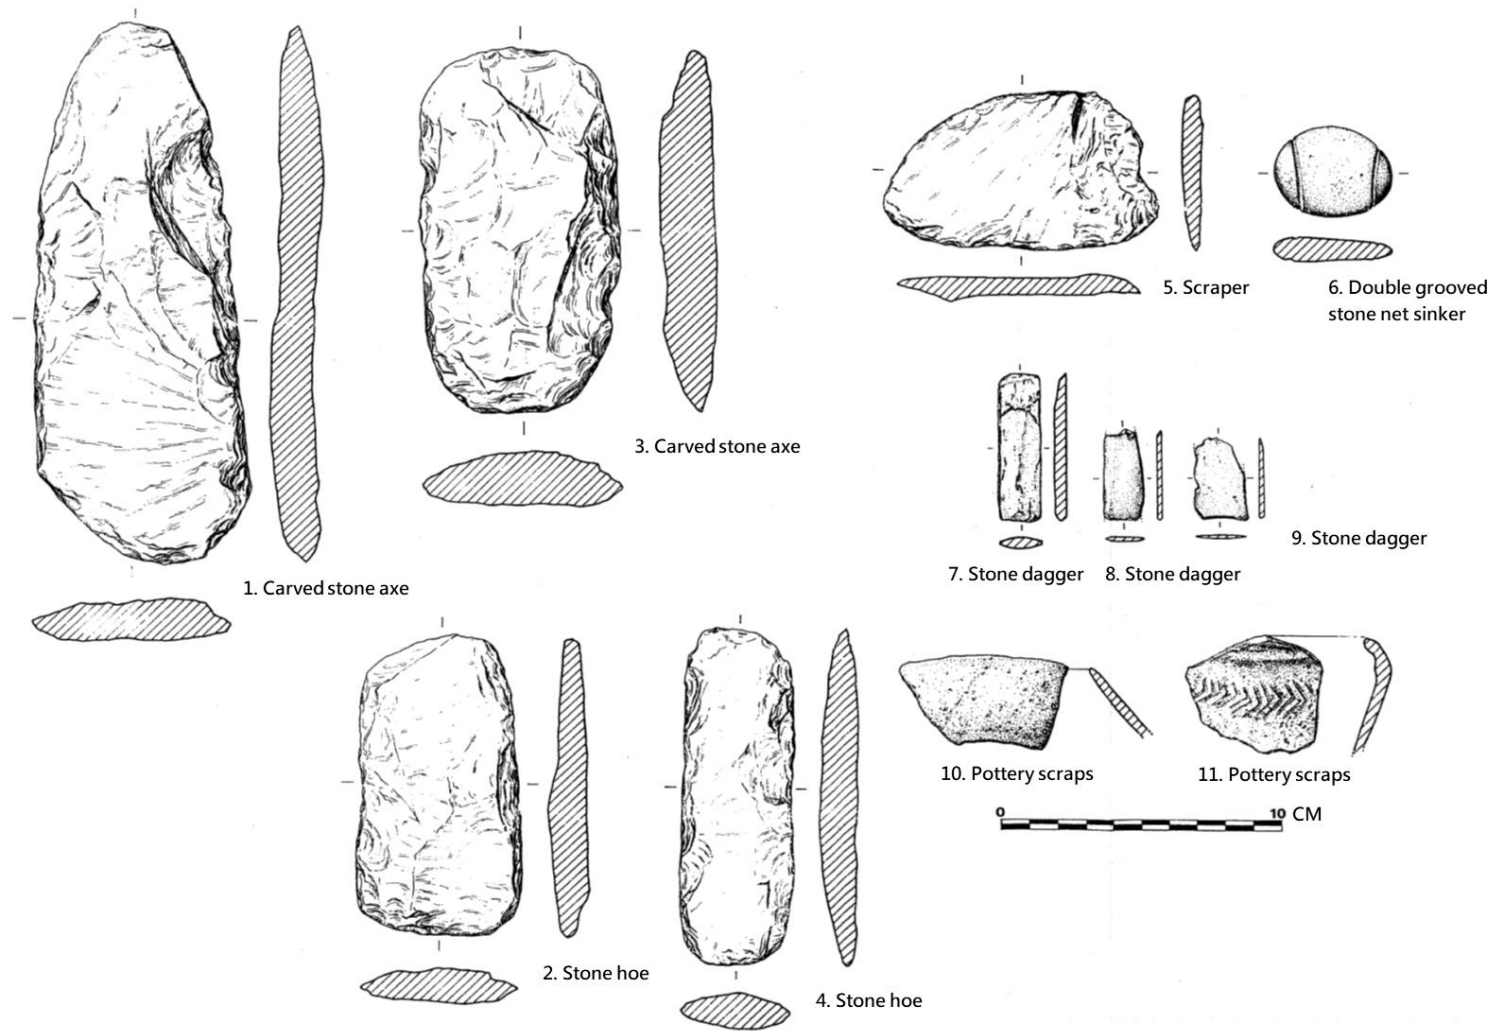 5. Scraper
6. Double grooved
stone net sinker
3. Carved stone axe
9. Stone dagger
7. Stone dagger
8. Stone dagger
1. Carved stone axe
10. Pottery scraps
11. Pottery scraps
0
10 CM
2. Stone hoe
4. Stone hoe